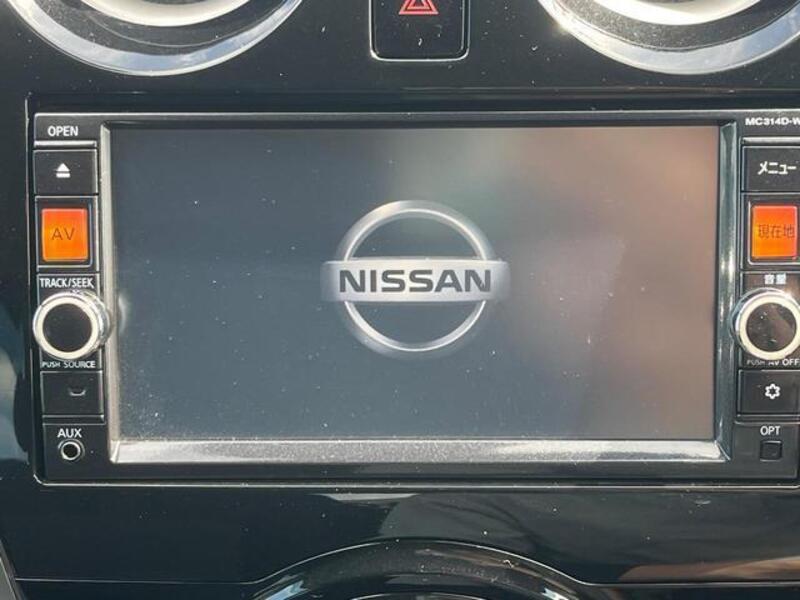 OPEN
AV
TRACK/SEEK
PUSH SOURCE
AUX
NISSAN
MC314D-W
メニュー
現在地
音量
PUSH AV OFF
OPT